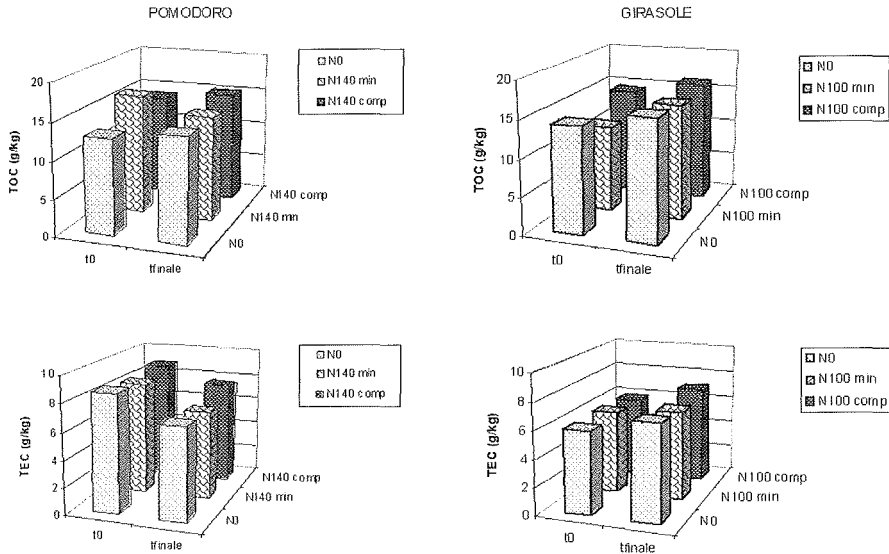 POMODORO
TOC (g/kg)
20
15
10
5
0
t0
tfinale
N0
N140 min
N140 comp
N0
N140 min
N140 comp
GIRASOLE
TOC (g/kg)
20
15
10
5
0
t0
tfinale
N0
N100 min
N100 comp
N0
N100 min
N100 comp
TEC (g/kg)
10
8
6
4
2
0
t0
tfinale
N0
N140 min
N140 comp
N0
N140 min
N140 comp
TEC (g/kg)
10
8
6
4
2
0
t0
tfinale
N0
N100 min
N100 comp
N0
N100 min
N100 comp